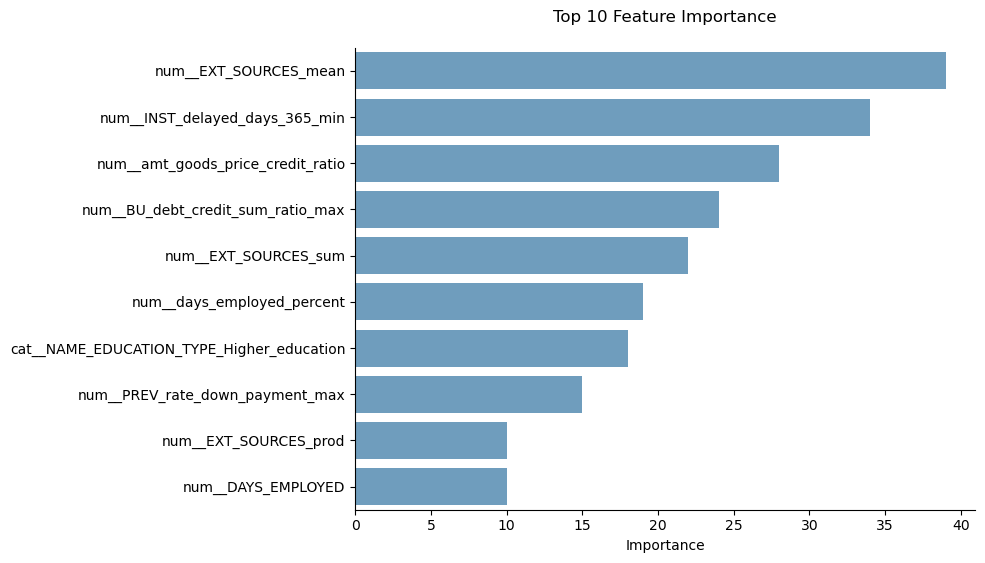 Top 10 Feature Importance
num__EXT_SOURCES_mean
num__INST_delayed_days_365_min
num__amt_goods_price_credit_ratio
num__BU_debt_credit_sum_ratio_max
num__EXT_SOURCES_sum
num__days_employed_percent
cat__NAME_EDUCATION_TYPE_Higher_education
num__PREV_rate_down_payment_max
num__EXT_SOURCES_prod
num__DAYS_EMPLOYED
0 5 10 15 20 25 30 35 40
Importance